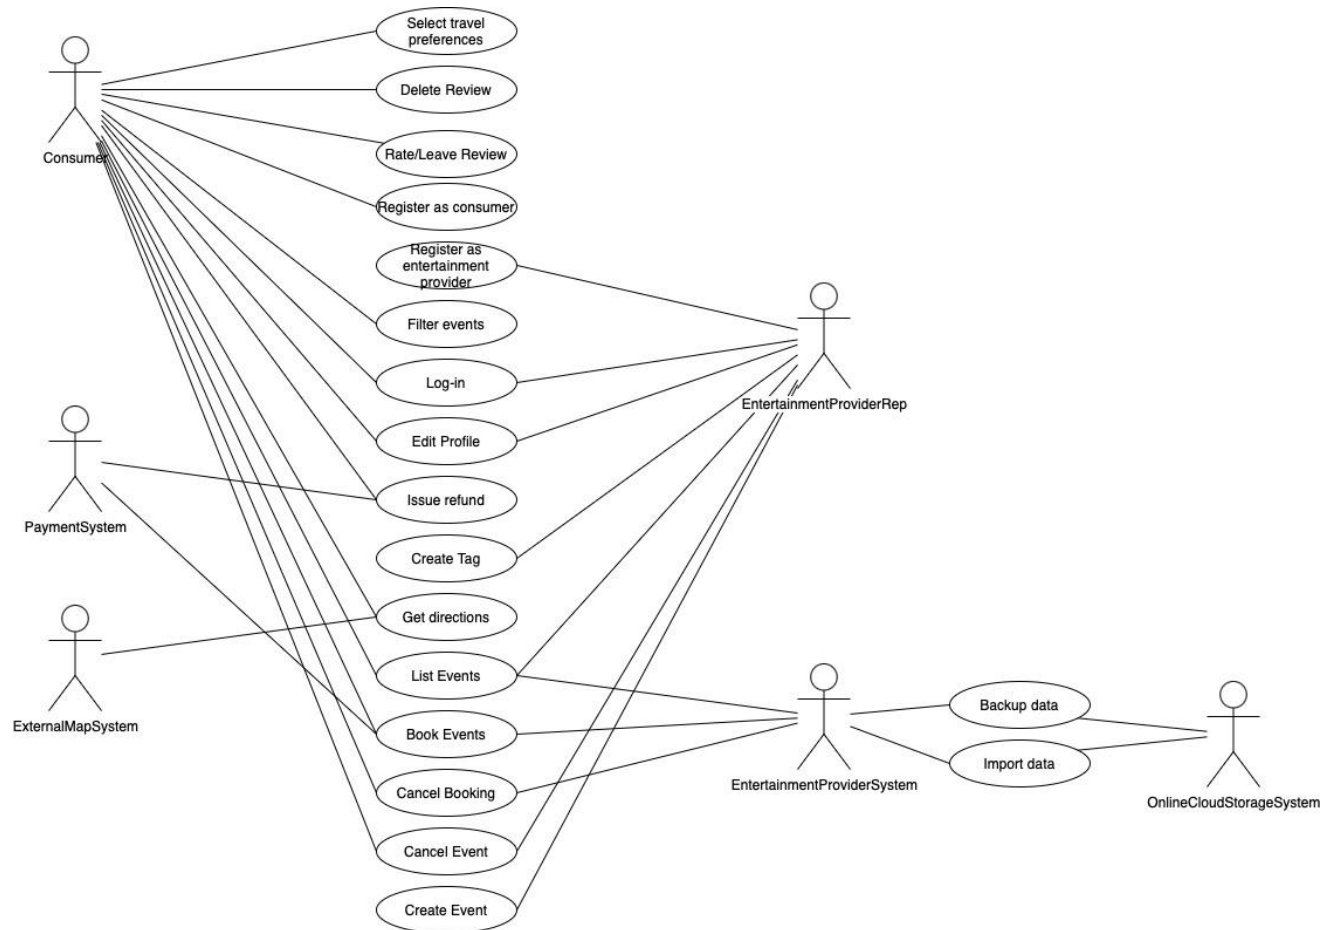 Select travel
preferences
Delete Review
Consumer
Rate/Leave Review
Register as consumer
Register as
entertainment
provider
Filter events
Log-in
EntertainmentProviderRep
Edit Profile
Issue refund
PaymentSystem
Create Tag
Get directions
List Events
Backup data
ExternalMapSystem
Book Events
Import data
EntertainmentProviderSystem
Cancel Booking
OnlineCloudStorageSystem
Cancel Event
Create Event